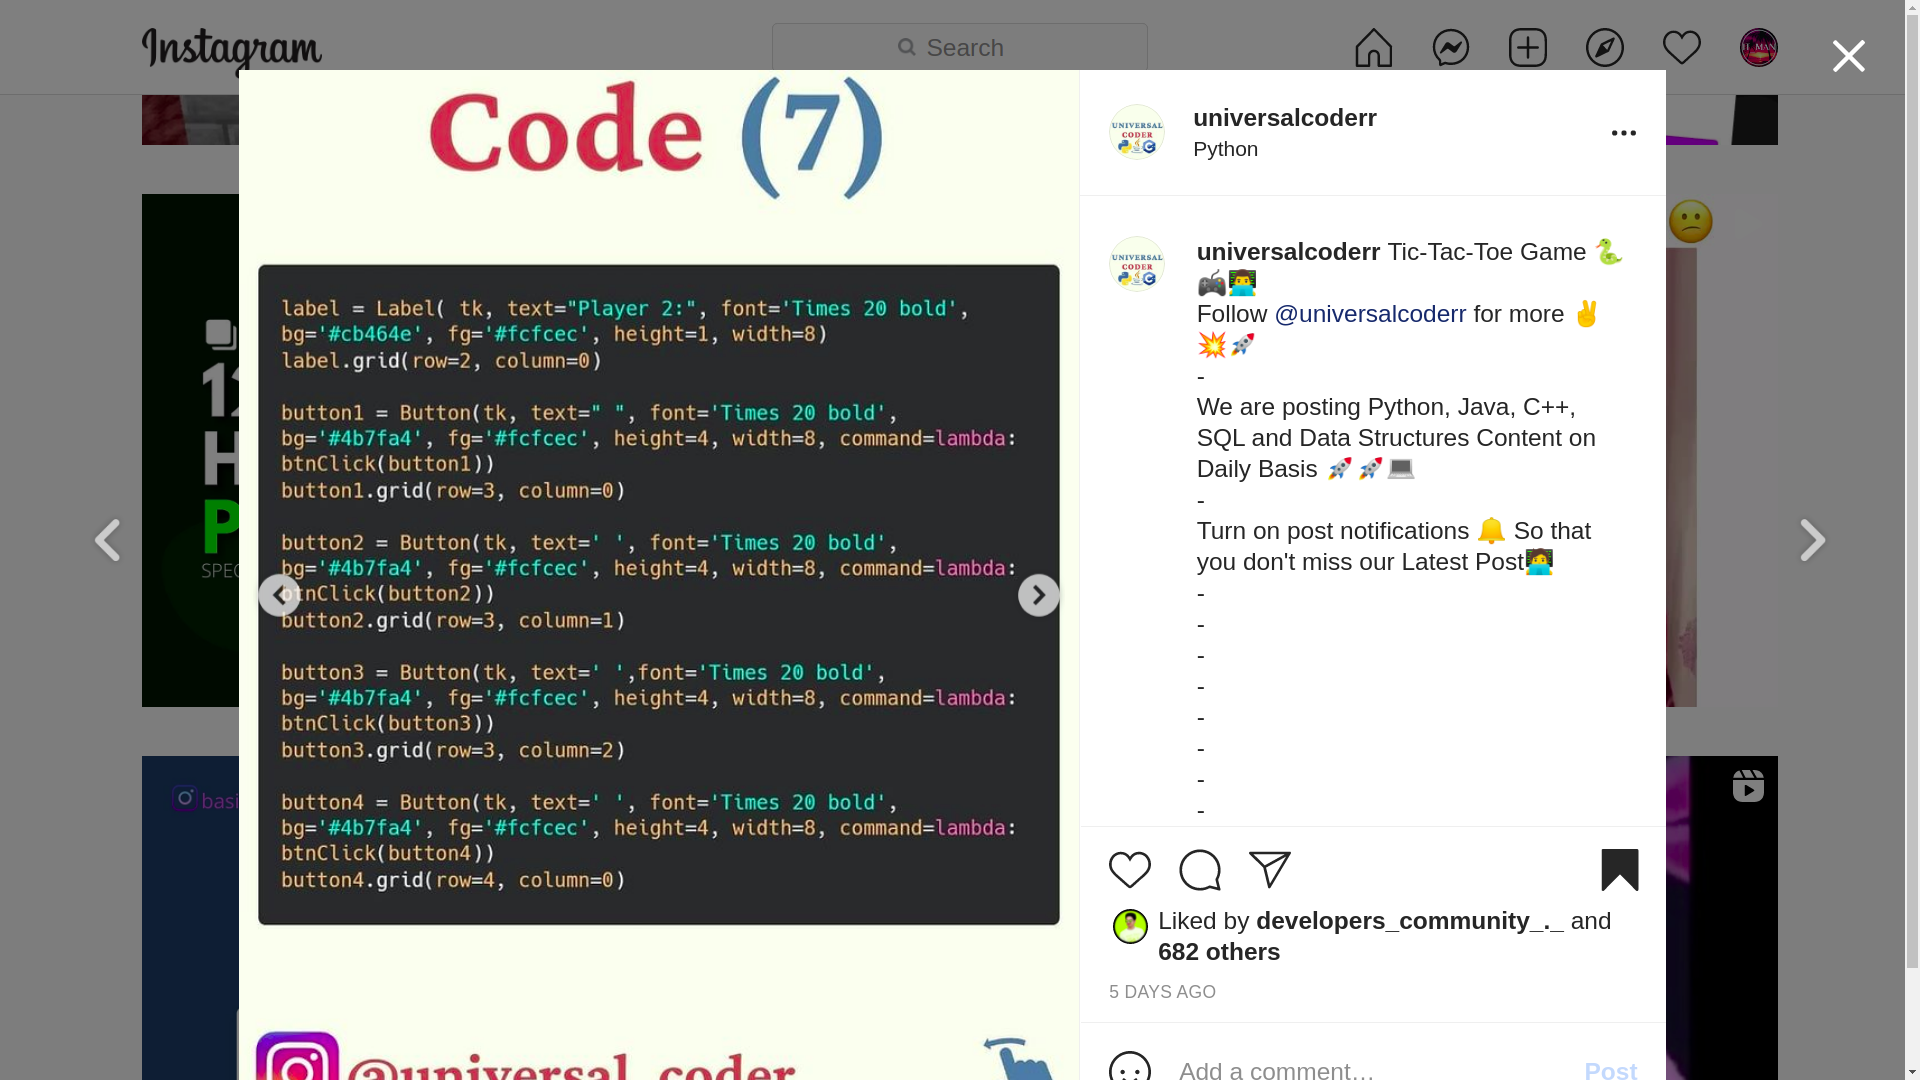 Instagram
Search
Code (7)
label = Label( tk, text="Player 2:", font='Times 20 bold',
bg='#cb464e', fg='#fcfcec', height=1, width=8)
label.grid(row=2, column=0)
button1 = Button(tk, text=" ", font='Times 20 bold',
bg='#4b7fa4', fg='#fcfcec', height=4, width=8, command=lambda:
btnClick(button1))
button1.grid(row=3, column=0)
button2 = Button(tk, text=' ', font='Times 20 bold',
bg='#4b7fa4', fg='#fcfcec', height=4, width=8, command=lambda:
btnClick(button2))
button2.grid(row=3, column=1)
button3 = Button(tk, text=' ',font='Times 20 bold',
bg='#4b7fa4', fg='#fcfcec', height=4, width=8, command=lambda:
btnClick(button3))
button3.grid(row=3, column=2)
button4 = Button(tk, text=' ', font='Times 20 bold',
bg='#4b7fa4', fg='#fcfcec', height=4, width=8, command=lambda:
btnClick(button4))
button4.grid(row=4, column=0)
@universal_coder
UNIVERSAL
CODER
universalcoderr
Python
UNIVERSAL
CODER
universalcoderr Tic-Tac-Toe Game 🐍
🎮👨‍💻
Follow @universalcoderr for more ✌
💥🚀
-
We are posting Python, Java, C++,
SQL and Data Structures Content on
Daily Basis 🚀🚀💻
-
Turn on post notifications 🔔 So that
you don't miss our Latest Post🧑‍💻
-
-
-
-
-
-
-
-
Liked by developers_community_._ and
682 others
5 DAYS AGO
Add a comment…
Post